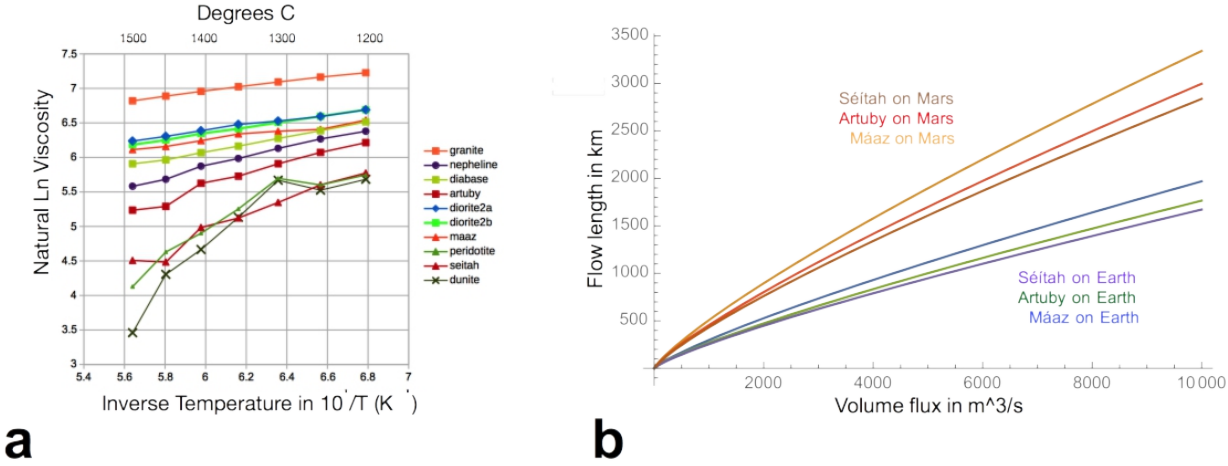 Degrees C
1500 1400 1300 1200
7.5
7
6.5
6
5.5
5
4.5
4
3.5
3
Natural Ln Viscosity
5.4 5.6 5.8 6 6.2 6.4 6.6 6.8 7
Inverse Temperature in 10'/T (K ')
granite
nepheline
diabase
artuby
diorite2a
diorite2b
maaz
peridotite
seitah
dunite
a
3500
3000
2500
2000
1500
1000
500
Flow length in km
Séítah on Mars
Artuby on Mars
Máaz on Mars
Séítah on Earth
Artuby on Earth
Máaz on Earth
2000 4000 6000 8000 10000
Volume flux in m^3/s
b